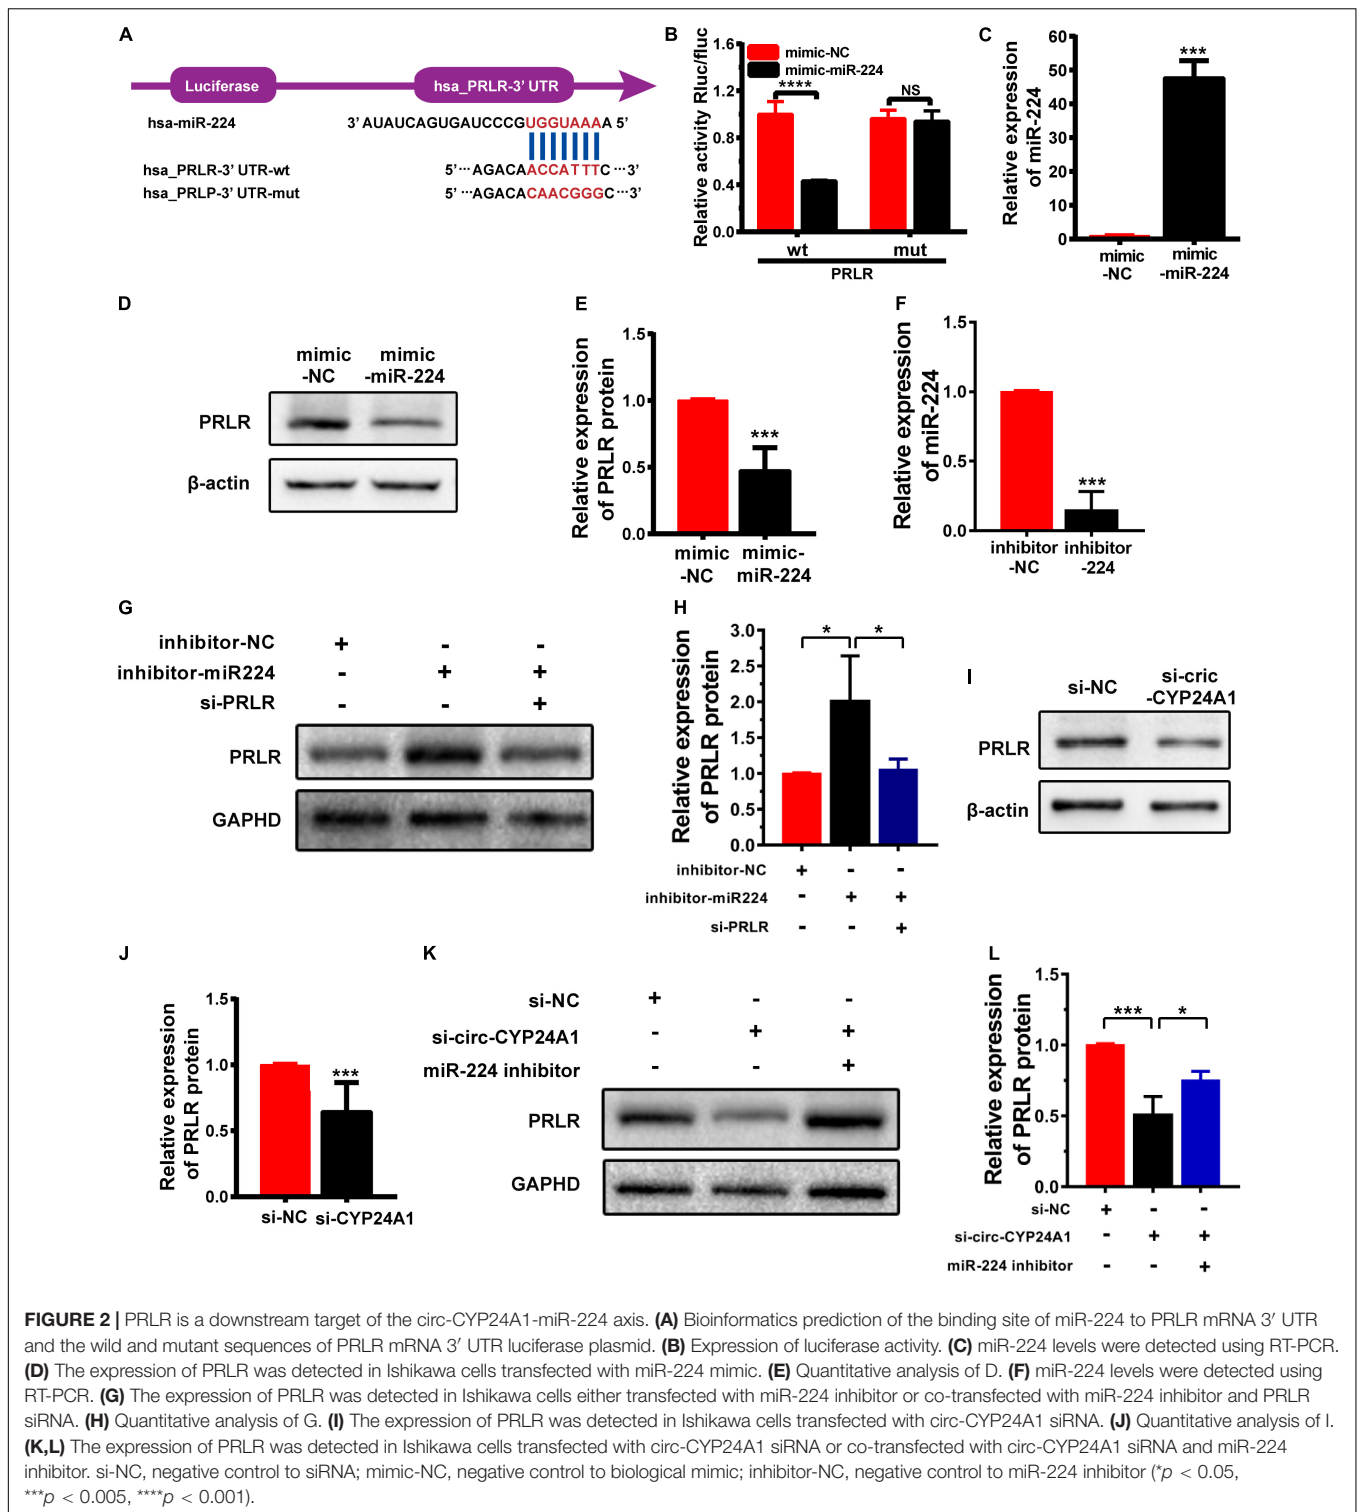 A
Luciferase
hsa_PRLR-3' UTR
hsa-miR-224
3' AUAUCAGUGAUCCCGUGGUAAAA 5'
hsa_PRLR-3' UTR-wt
5' ···AGACAACCATTTC ···3'
hsa_PRLP-3' UTR-mut
5' ···AGACACAACGGGC ···3'
B
Relative activity Rluc/fluc
1.6
1.2
0.8
0.4
0.0
mimic-NC
mimic-miR-224
****
NS
wt
mut
PRLR
C
Relative expression
of miR-224
60
50
40
30
20
10
0
***
mimic
-NC
mimic
-miR-224
D
mimic
-NC
mimic
-miR-224
PRLR
β-actin
E
Relative expression
of PRLR protein
1.5
1.0
0.5
0.0
***
mimic
-NC
mimic-
miR-224
F
Relative expression
of miR-224
1.5
1.0
0.5
0.0
***
inhibitor
-NC
inhibitor
-224
G
inhibitor-NC + - -
inhibitor-miR224 - + +
si-PRLR - - +
PRLR
GAPHD
H
Relative expression
of PRLR protein
3.0
2.5
2.0
1.5
1.0
0.5
0.0
* *
inhibitor-NC + - -
inhibitor-miR224 - + +
si-PRLR - - +
I
si-NC
si-cric
-CYP24A1
PRLR
β-actin
J
Relative expression
of PRLR protein
1.5
1.0
0.5
0.0
***
si-NC
si-CYP24A1
K
si-NC + - -
si-circ-CYP24A1 - + +
miR-224 inhibitor - - +
PRLR
GAPHD
L
Relative expression
of PRLR protein
1.5
1.0
0.5
0.0
*** *
si-NC + - -
si-circ-CYP24A1 - + +
miR-224 inhibitor - - +
FIGURE 2 | PRLR is a downstream target of the circ-CYP24A1-miR-224 axis. (A) Bioinformatics prediction of the binding site of miR-224 to PRLR mRNA 3′ UTR
and the wild and mutant sequences of PRLR mRNA 3′ UTR luciferase plasmid. (B) Expression of luciferase activity. (C) miR-224 levels were detected using RT-PCR.
(D) The expression of PRLR was detected in Ishikawa cells transfected with miR-224 mimic. (E) Quantitative analysis of D. (F) miR-224 levels were detected using
RT-PCR. (G) The expression of PRLR was detected in Ishikawa cells either transfected with miR-224 inhibitor or co-transfected with miR-224 inhibitor and PRLR
siRNA. (H) Quantitative analysis of G. (I) The expression of PRLR was detected in Ishikawa cells transfected with circ-CYP24A1 siRNA. (J) Quantitative analysis of I.
(K,L) The expression of PRLR was detected in Ishikawa cells transfected with circ-CYP24A1 siRNA or co-transfected with circ-CYP24A1 siRNA and miR-224
inhibitor. si-NC, negative control to siRNA; mimic-NC, negative control to biological mimic; inhibitor-NC, negative control to miR-224 inhibitor (*p < 0.05,
***p < 0.005, ****p < 0.001).